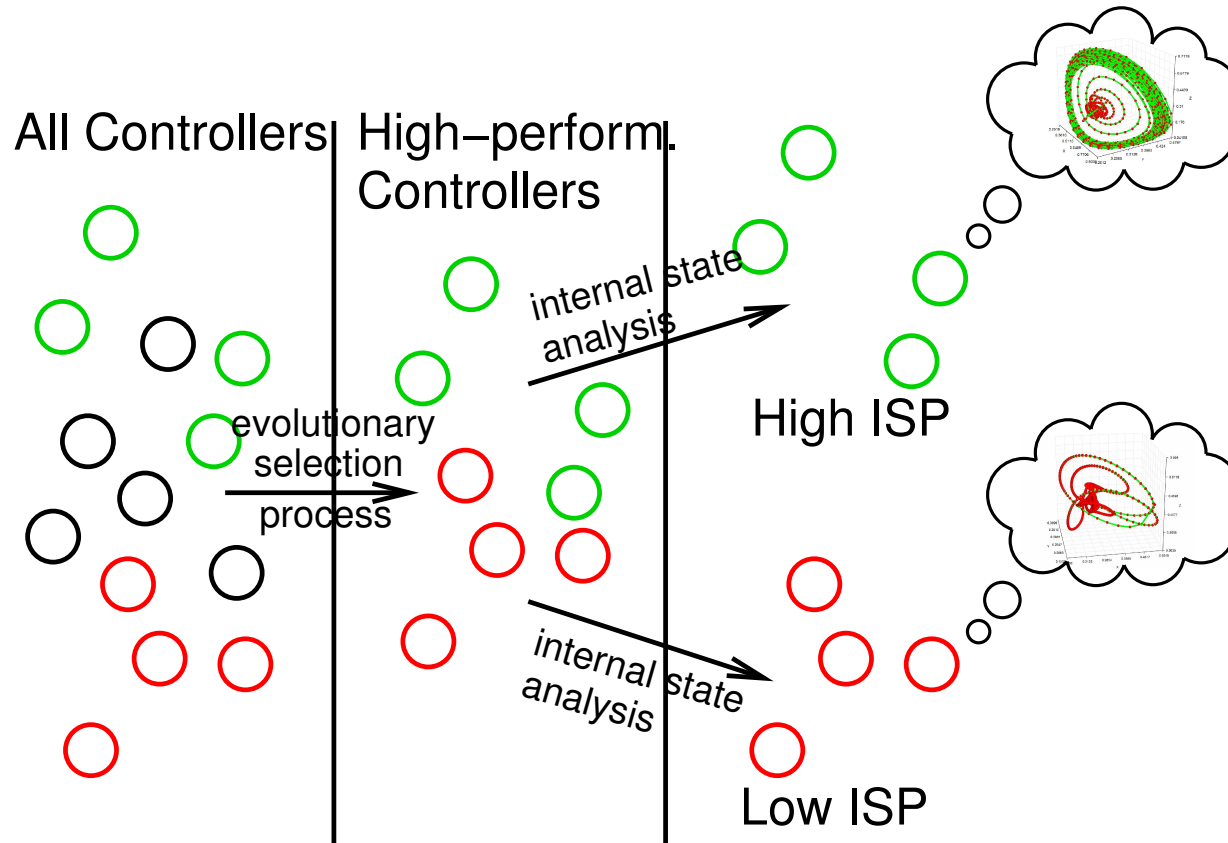 All Controllers
High–perform.
Controllers
evolutionary
selection
process
internal state
analysis
High ISP
internal state
analysis
Low ISP